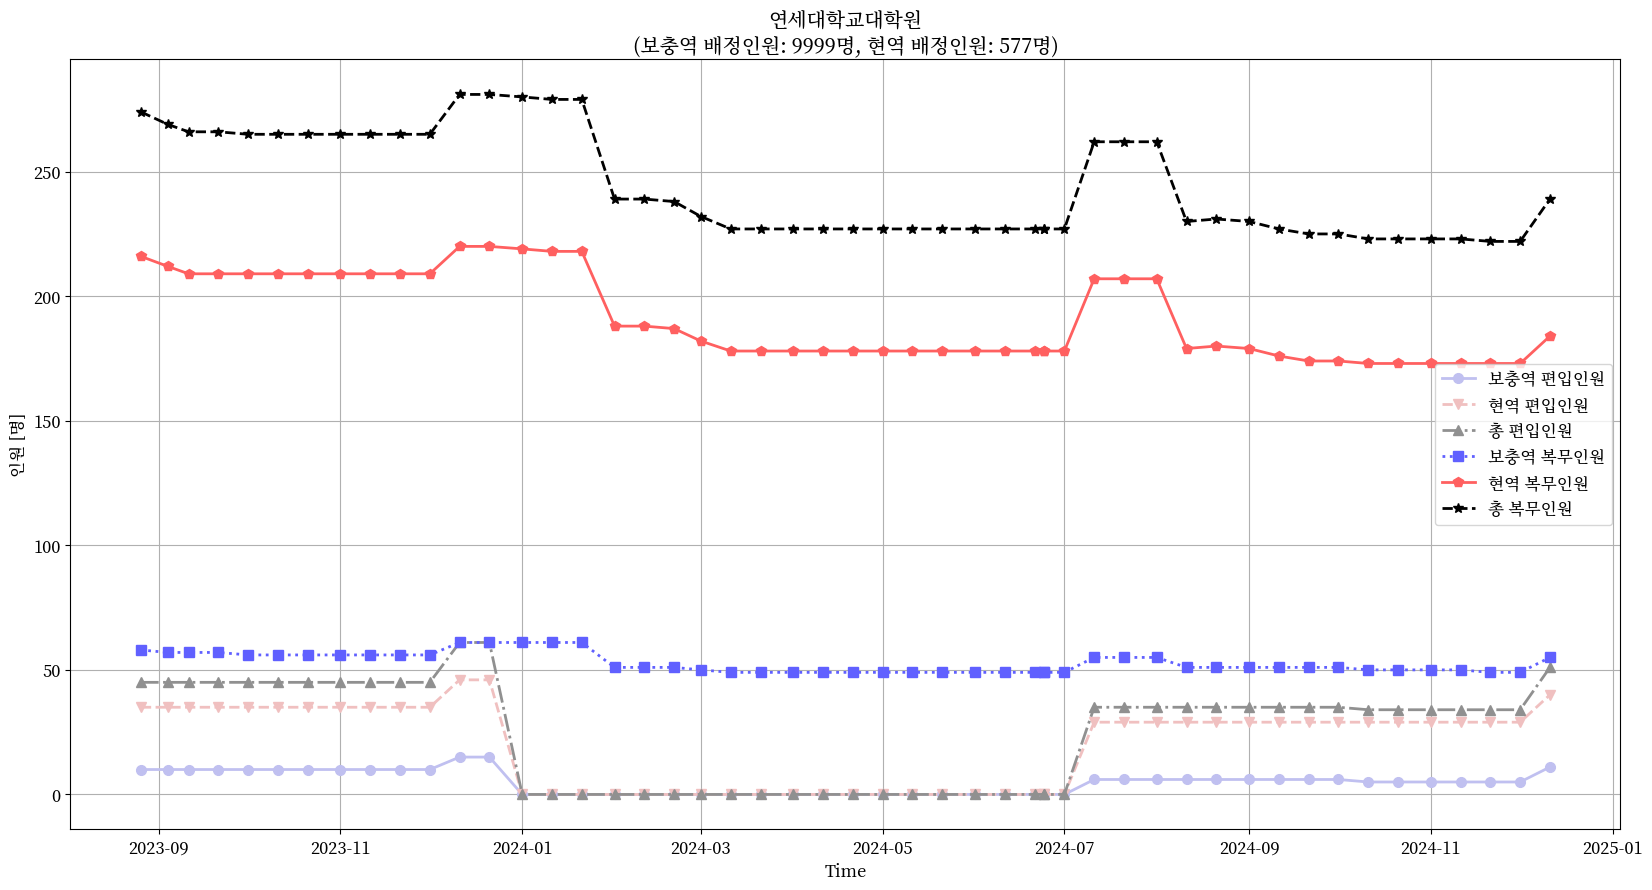 연세대학교대학원
(보충역 배정인원: 9999명, 현역 배정인원: 577명)
인원 [명]
250
200
150
100
50
0
보충역 편입인원
현역 편입인원
총 편입인원
보충역 복무인원
현역 복무인원
총 복무인원
2023-09 2023-11 2024-01 2024-03 2024-05 2024-07 2024-09 2024-11 2025-01
Time